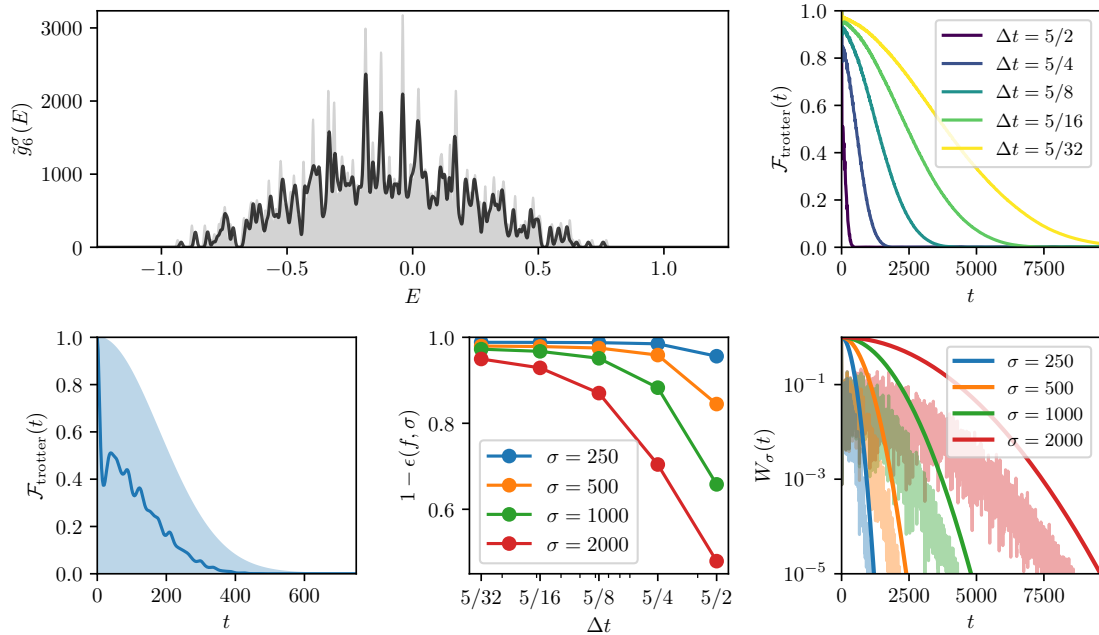 3000
2000
1000
0
g̃₆^σ(E)
−1.0 −0.5 0.0 0.5 1.0
E
1.0
0.8
0.6
0.4
0.2
0.0
F_trotter(t)
Δt = 5/2
Δt = 5/4
Δt = 5/8
Δt = 5/16
Δt = 5/32
0 2500 5000 7500
t
1.0
0.8
0.6
0.4
0.2
0.0
F_trotter(t)
0 200 400 600
t
1.0
0.8
0.6
1 − ϵ(f, σ)
σ = 250
σ = 500
σ = 1000
σ = 2000
5/32 5/16 5/8 5/4 5/2
Δt
10⁻¹
10⁻³
10⁻⁵
W_σ(t)
σ = 250
σ = 500
σ = 1000
σ = 2000
0 2500 5000 7500
t